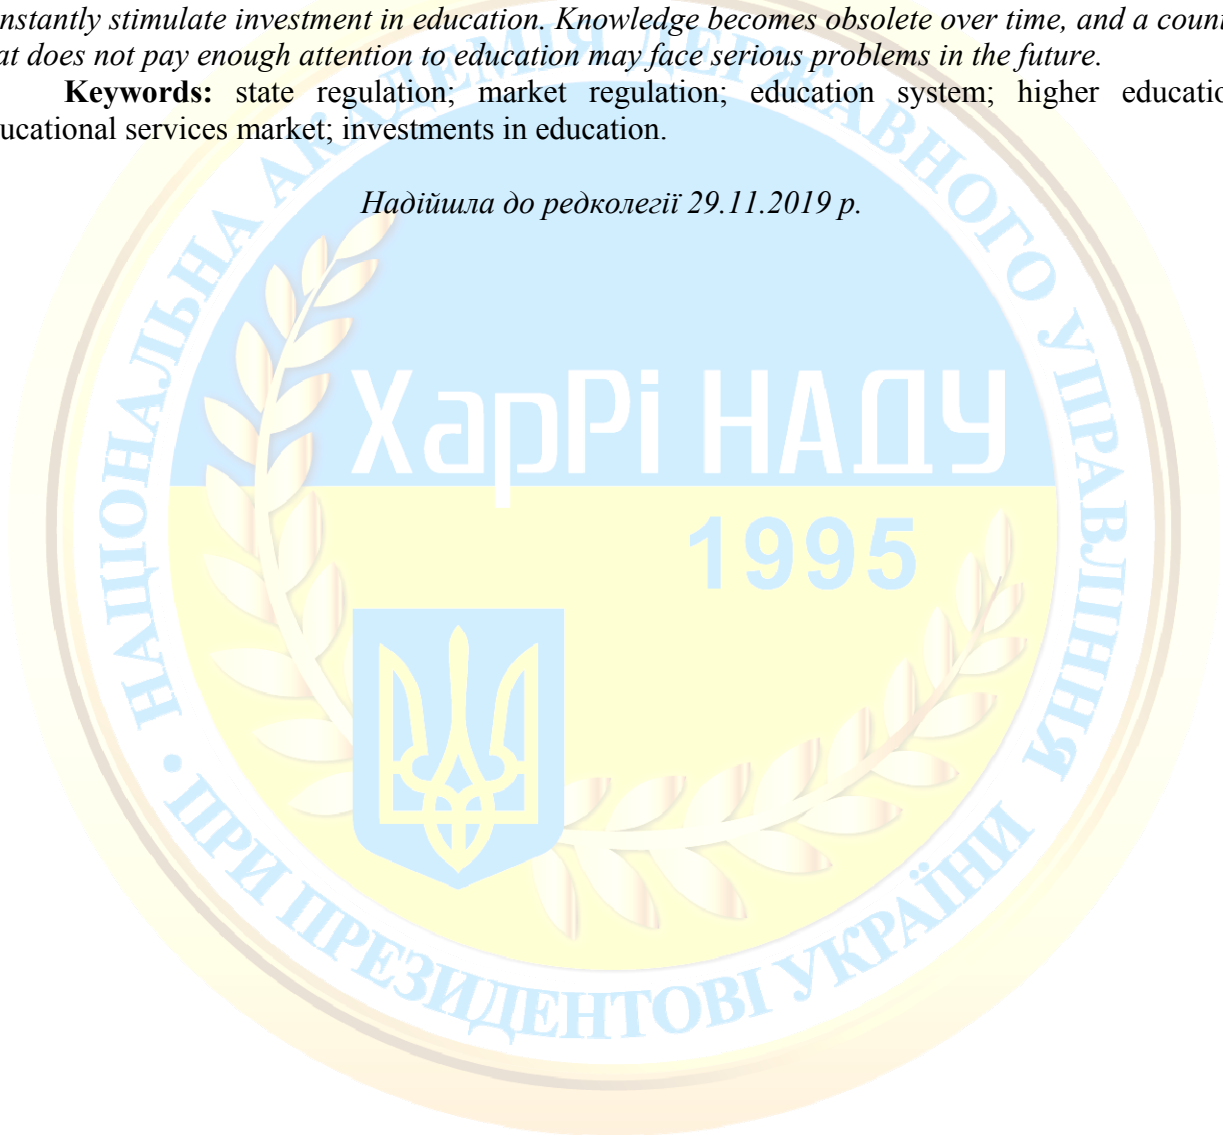 nstantly stimulate investment in education. Knowledge becomes obsolete over time, and a count
at does not pay enough attention to education may face serious problems in the future.
Keywords: state regulation; market regulation; education system; higher educatio
ucational services market; investments in education.
Надійшла до редколегії 29.11.2019 р.
НАЦІОНАЛЬНА АКАДЕМІЯ ДЕРЖАВНОГО УПРАВЛІННЯ
ХарРі НАДУ
1995
• ПРИ ПРЕЗИДЕНТОВІ УКРАЇНИ